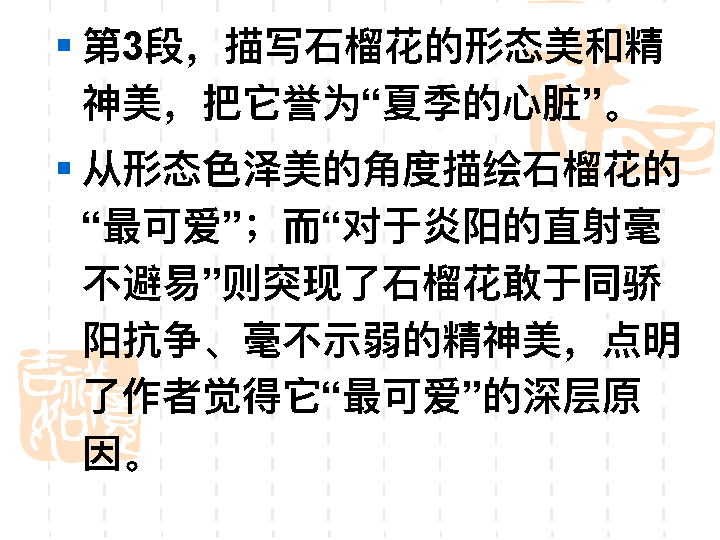 第3段，描写石榴花的形态美和精
神美，把它誉为“夏季的心脏”。
从形态色泽美的角度描绘石榴花的
“最可爱”；而“对于炎阳的直射毫
不避易”则突现了石榴花敢于同骄
阳抗争、毫不示弱的精神美，点明
了作者觉得它“最可爱”的深层原
因。